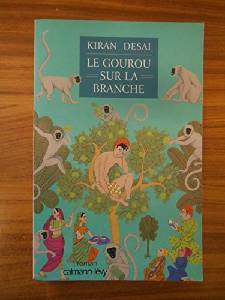 KIRAN DESAI
LE GOUROU
SUR LA
BRANCHE
roman
calmann-lévy